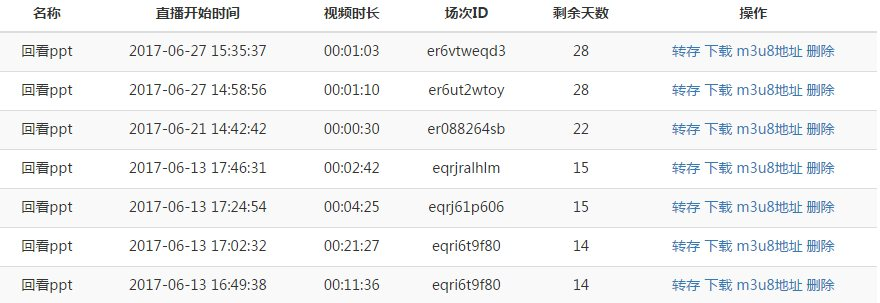 名称 直播开始时间 视频时长 场次ID 剩余天数 操作
回看ppt 2017-06-27 15:35:37 00:01:03 er6vtweqd3 28 转存 下载 m3u8地址 删除
回看ppt 2017-06-27 14:58:56 00:01:10 er6ut2wtoy 28 转存 下载 m3u8地址 删除
回看ppt 2017-06-21 14:42:42 00:00:30 er088264sb 22 转存 下载 m3u8地址 删除
回看ppt 2017-06-13 17:46:31 00:02:42 eqrjralhlm 15 转存 下载 m3u8地址 删除
回看ppt 2017-06-13 17:24:54 00:04:25 eqrj61p606 15 转存 下载 m3u8地址 删除
回看ppt 2017-06-13 17:02:32 00:21:27 eqri6t9f80 14 转存 下载 m3u8地址 删除
回看ppt 2017-06-13 16:49:38 00:11:36 eqri6t9f80 14 转存 下载 m3u8地址 删除